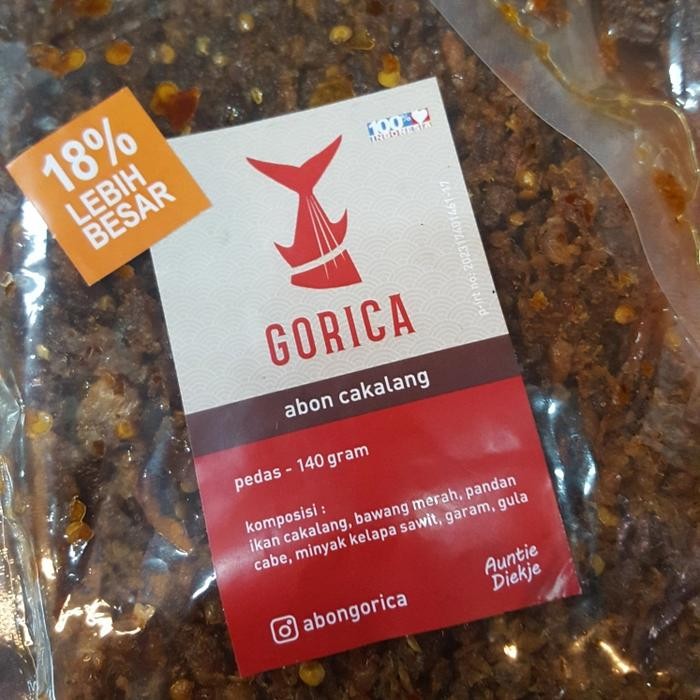 18%
LEBIH
BESAR
100%
INDONESIA
GORICA
abon cakalang
pedas - 140 gram
komposisi :
ikan cakalang, bawang merah, pandan
cabe, minyak kelapa sawit, garam, gula
Auntie
Diekje
abongorica